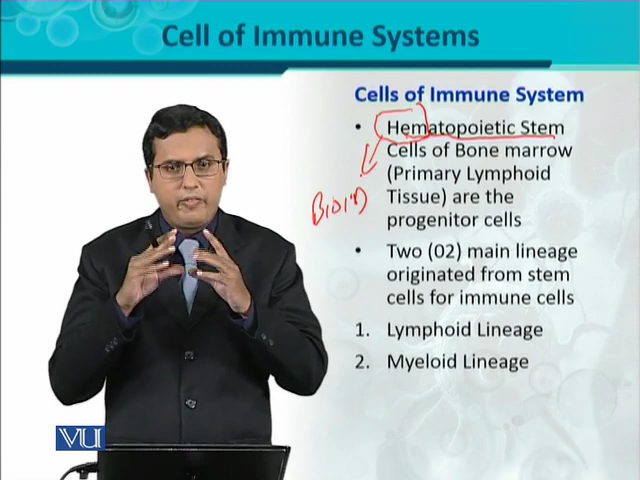 Cell of Immune Systems
Cells of Immune System
• Hematopoietic Stem
Cells of Bone marrow
(Primary Lymphoid
Tissue) are the
progenitor cells
• Two (02) main lineage
originated from stem
cells for immune cells
1. Lymphoid Lineage
2. Myeloid Lineage
VU